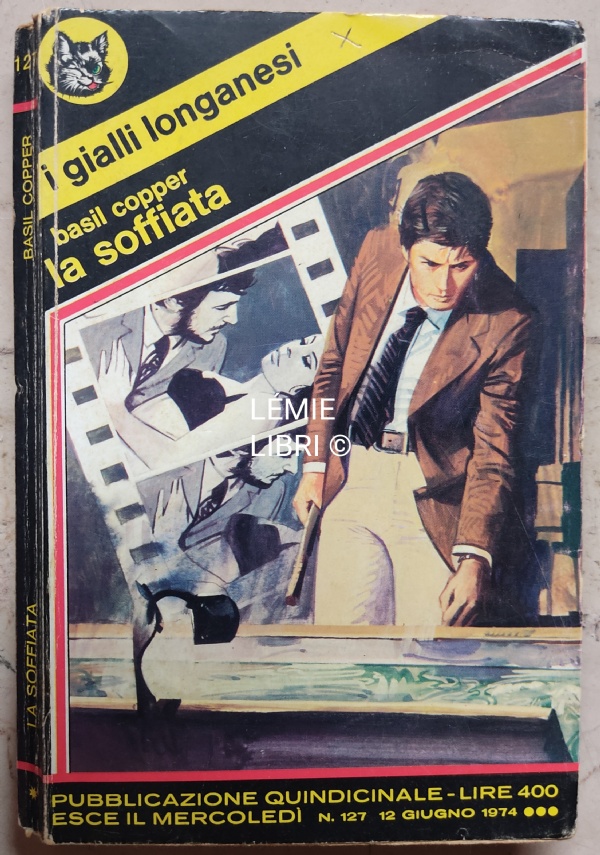 i gialli longanesi
basil copper
la soffiata
12
BASIL COPPER
LA SOFFIATA
LÉMIE
LIBRI ©
PUBBLICAZIONE QUINDICINALE - LIRE 400
ESCE IL MERCOLEDÌ N. 127 12 GIUGNO 1974